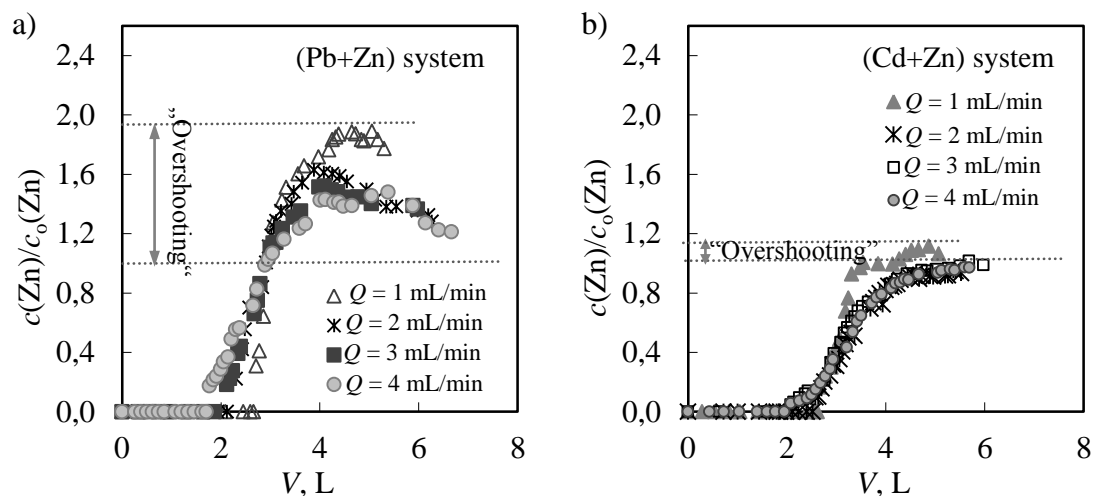 a)
(Pb+Zn) system
2,4
2,0
1,6
1,2
0,8
0,4
0,0
c(Zn)/cₒ(Zn)
„Overshooting“
Q = 1 mL/min
Q = 2 mL/min
Q = 3 mL/min
Q = 4 mL/min
0 2 4 6 8
V, L
b)
(Cd+Zn) system
2,4
2,0
1,6
1,2
0,8
0,4
0,0
c(Zn)/cₒ(Zn)
Q = 1 mL/min
Q = 2 mL/min
Q = 3 mL/min
Q = 4 mL/min
“Overshooting”
0 2 4 6 8
V, L